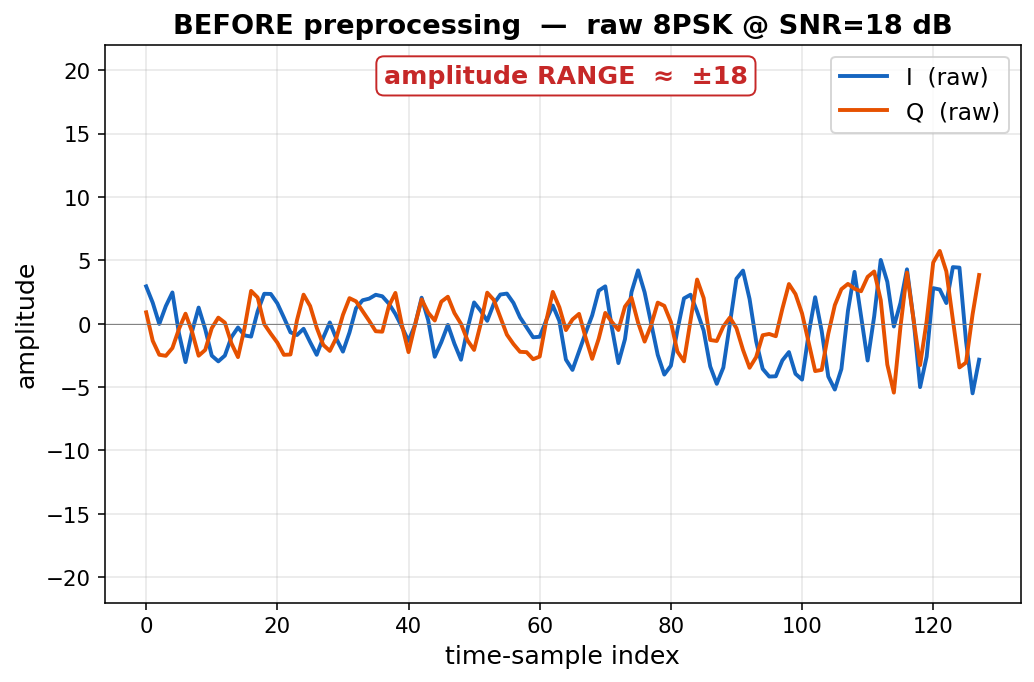 BEFORE preprocessing — raw 8PSK @ SNR=18 dB
amplitude RANGE ≈ ±18
I (raw)
Q (raw)
20
15
10
5
0
−5
−10
−15
−20
amplitude
0 20 40 60 80 100 120
time-sample index